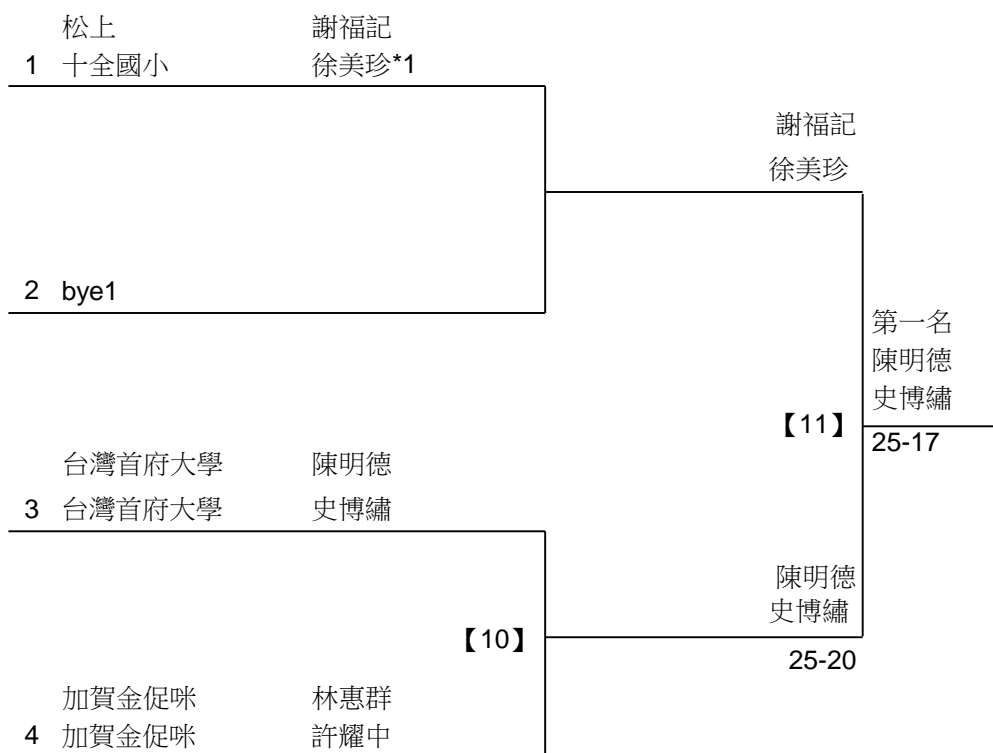 松上 謝福記
1 十全國小 徐美珍*1
謝福記
徐美珍
2 bye1
第一名
陳明德
史博繡
【11】
25-17
台灣首府大學 陳明德
3 台灣首府大學 史博繡
陳明德
史博繡
【10】
25-20
加賀金促咪 林惠群
4 加賀金促咪 許耀中